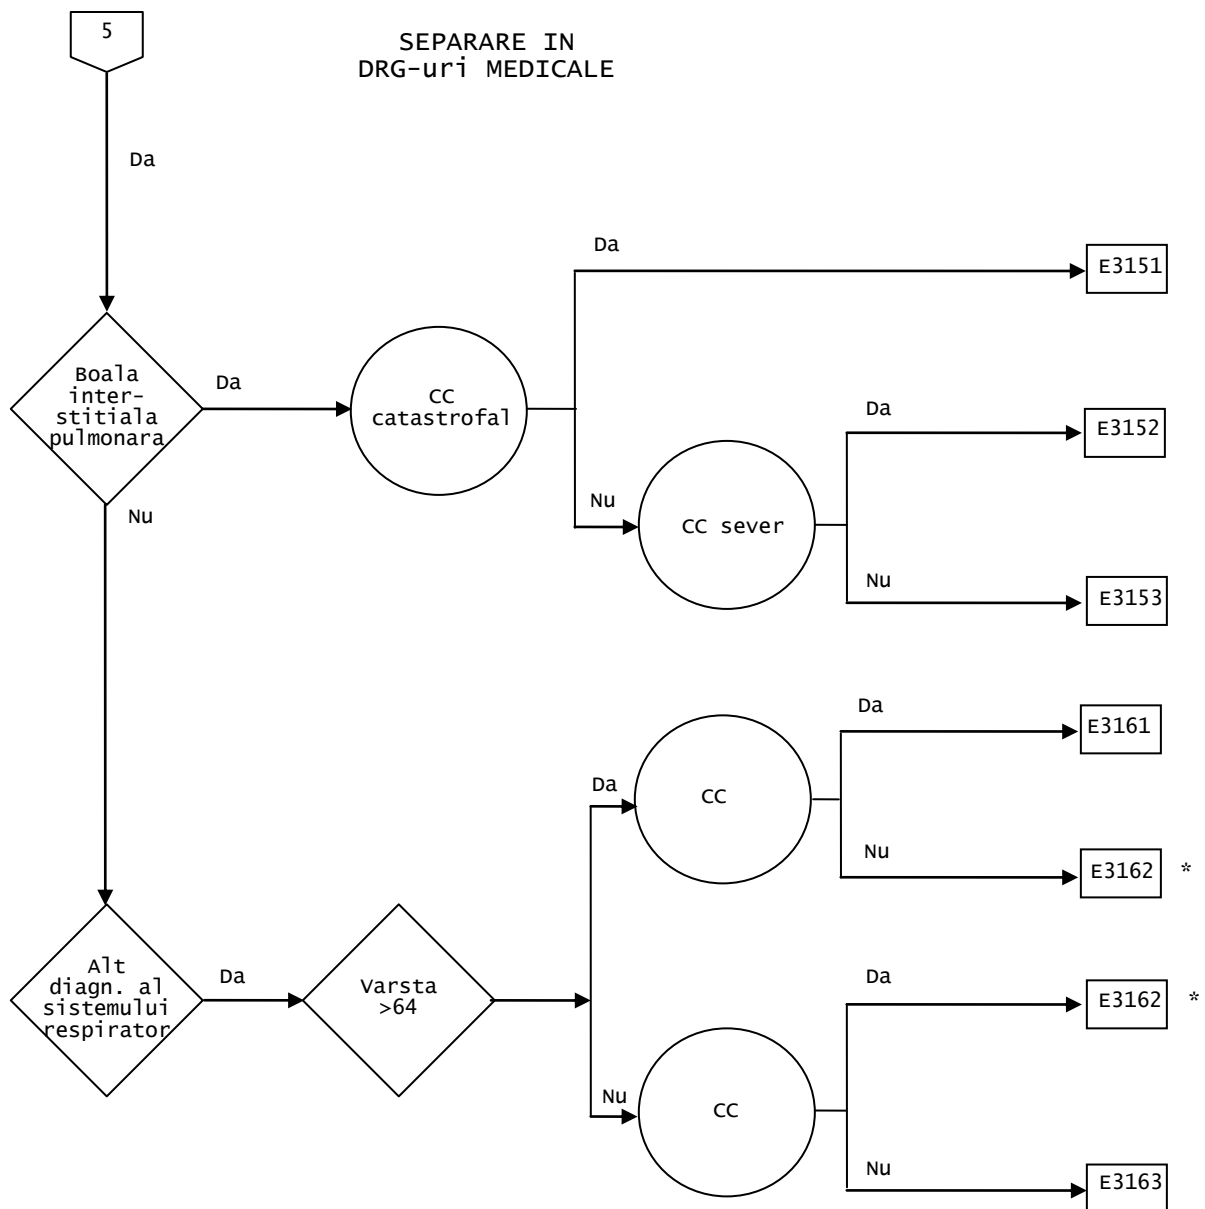 5
SEPARARE IN
DRG-uri MEDICALE
Da
Da
E3151
Boala
inter-
stitiala
pulmonara
Da
CC
catastrofal
Da
E3152
Nu
Nu
CC sever
Nu
E3153
Da
E3161
Da
CC
Nu
E3162 *
Alt
diagn. al
sistemului
respirator
Da
Varsta
>64
Da
E3162 *
Nu
CC
Nu
E3163